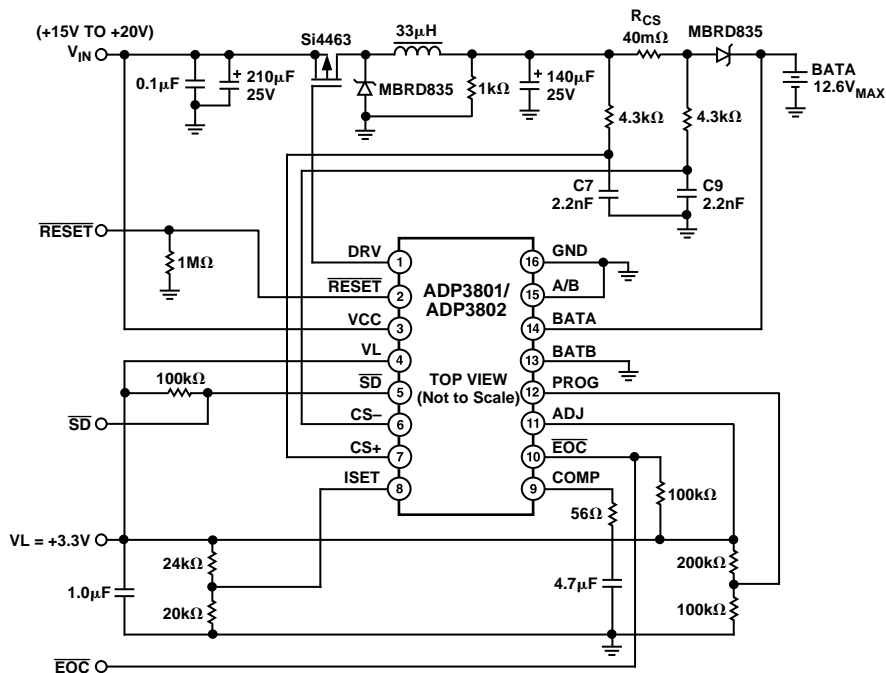 (+15V TO +20V)
VIN
Si4463
33µH
RCS
40mΩ
MBRD835
0.1µF
+
210µF
25V
MBRD835
1kΩ
+
140µF
25V
BATA
12.6VMAX
4.3kΩ
4.3kΩ
C7
2.2nF
C9
2.2nF
RESET
1MΩ
DRV
1
16
GND
RESET
2
15
A/B
ADP3801/
ADP3802
VCC
3
14
BATA
VL
4
13
BATB
100kΩ
SD
5
12
PROG
TOP VIEW
(Not to Scale)
SD
CS–
6
11
ADJ
CS+
7
10
EOC
ISET
8
9
COMP
56Ω
100kΩ
VL = +3.3V
24kΩ
200kΩ
1.0µF
4.7µF
20kΩ
100kΩ
EOC